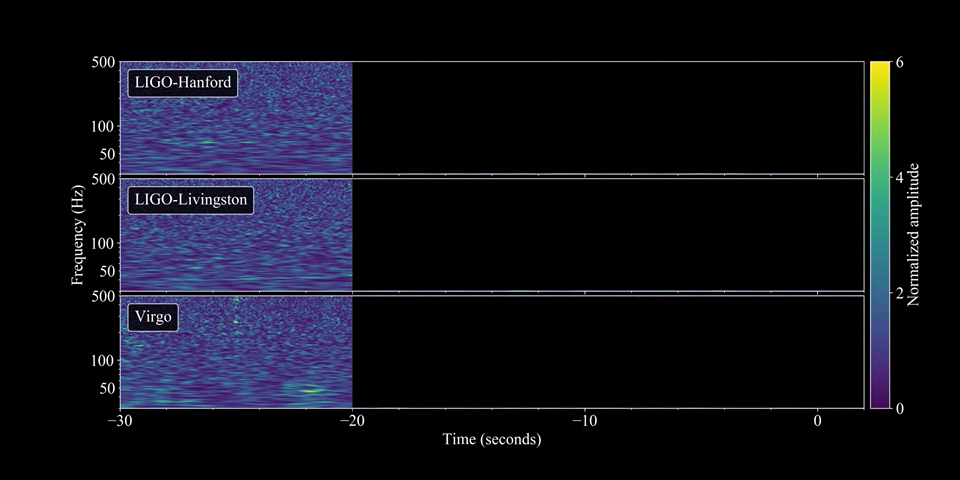 500
LIGO-Hanford
100
50
500
LIGO-Livingston
100
50
500
Virgo
100
50
Frequency (Hz)
−30
−20
−10
0
Time (seconds)
6
4
2
0
Normalized amplitude